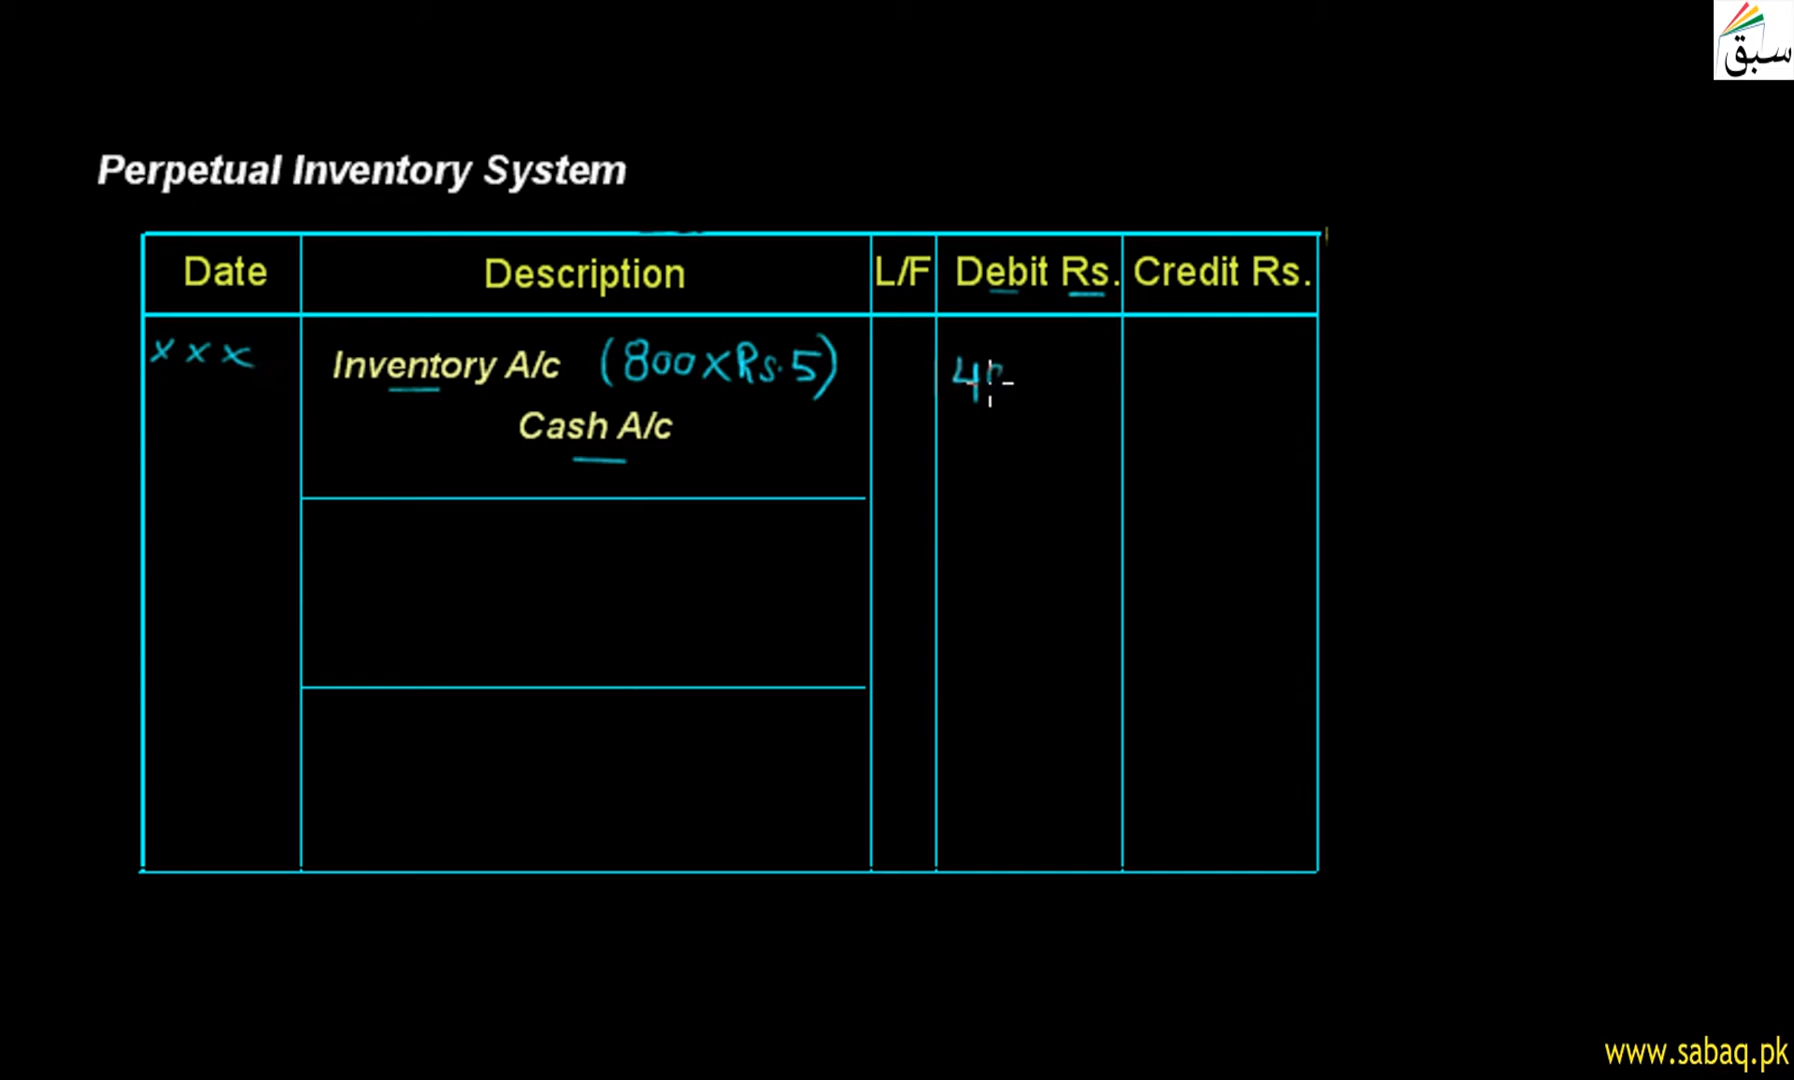 سبق
Perpetual Inventory System
Date Description L/F Debit Rs. Credit Rs.
xxx Inventory A/c (800xRs.5)
Cash A/c
www.sabaq.pk